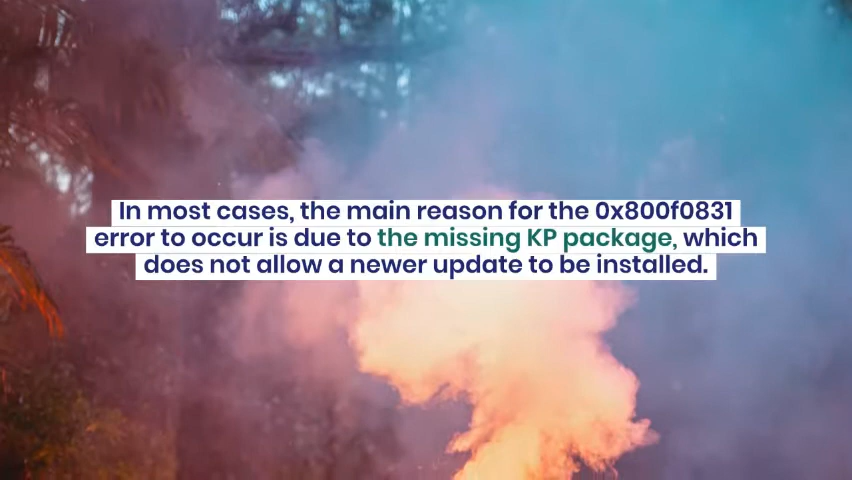 In most cases, the main reason for the 0x800f0831
error to occur is due to the missing KP package, which
does not allow a newer update to be installed.